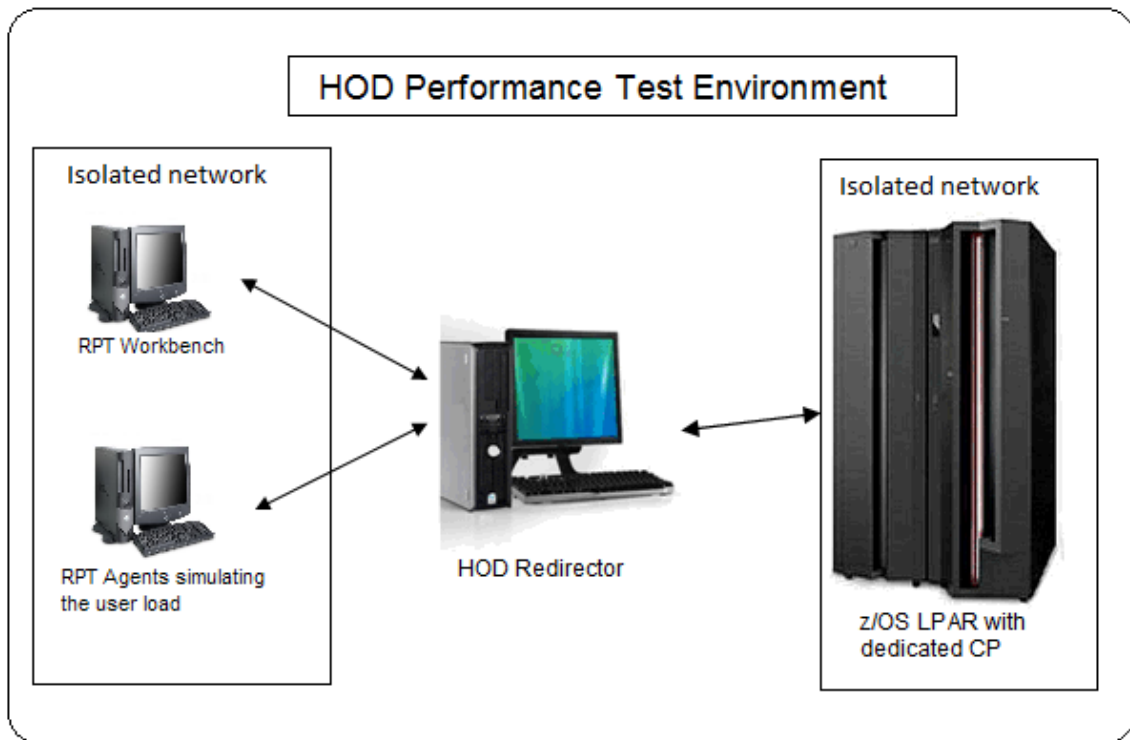 HOD Performance Test Environment
Isolated network
RPT Workbench
RPT Agents simulating
the user load
HOD Redirector
Isolated network
z/OS LPAR with
dedicated CP